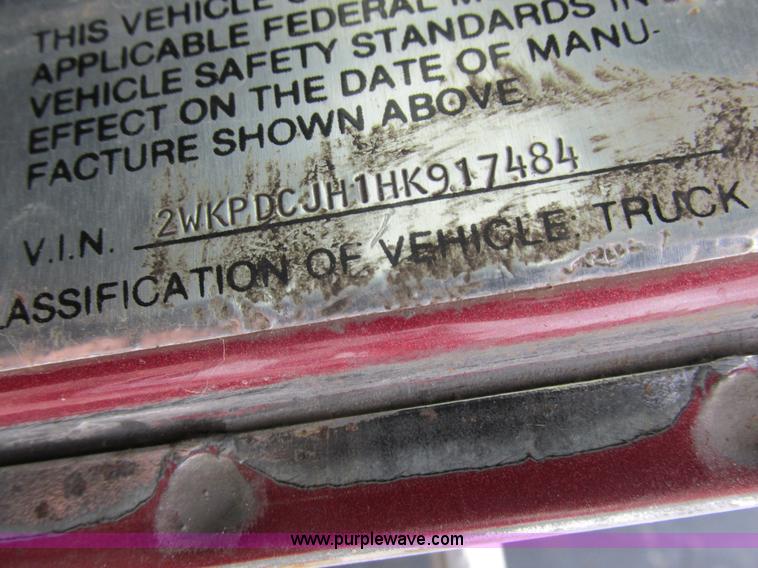 THIS VEHICLE
APPLICABLE FEDERAL
VEHICLE SAFETY STANDARDS IN
EFFECT ON THE DATE OF MANU-
FACTURE SHOWN ABOVE
V.I.N. 2WKPDCJH1HK917484
LASSIFICATION OF VEHICLE: TRUCK
www.purplewave.com